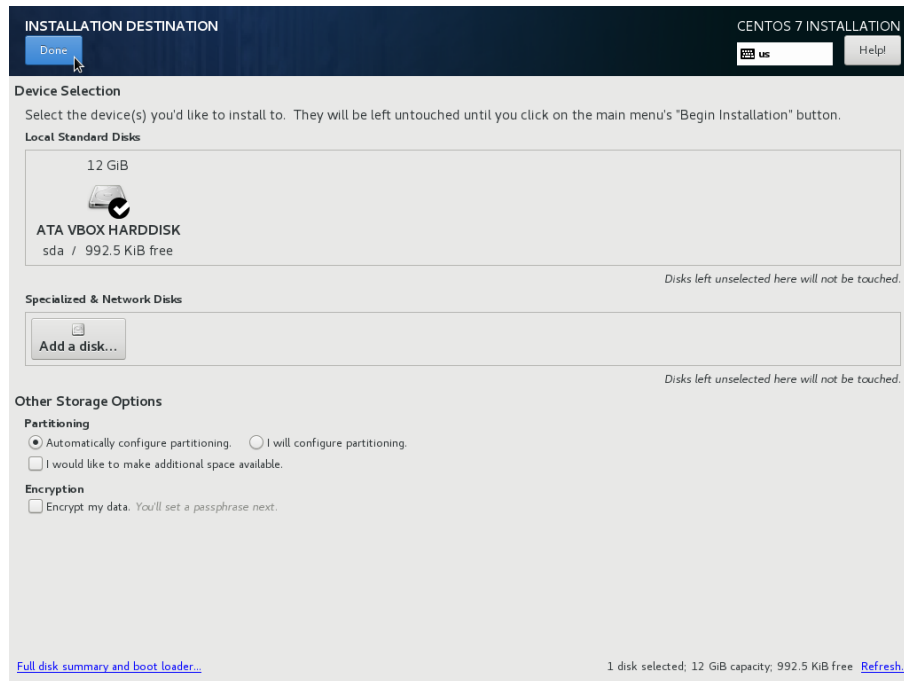 INSTALLATION DESTINATION
CENTOS 7 INSTALLATION
Done
us
Help!
Device Selection
Select the device(s) you'd like to install to. They will be left untouched until you click on the main menu's "Begin Installation" button.
Local Standard Disks
12 GiB
ATA VBOX HARDDISK
sda / 992.5 KiB free
Disks left unselected here will not be touched.
Specialized & Network Disks
Add a disk...
Disks left unselected here will not be touched.
Other Storage Options
Partitioning
Automatically configure partitioning. I will configure partitioning.
I would like to make additional space available.
Encryption
Encrypt my data. You'll set a passphrase next.
Full disk summary and boot loader... 1 disk selected; 12 GiB capacity; 992.5 KiB free Refresh.